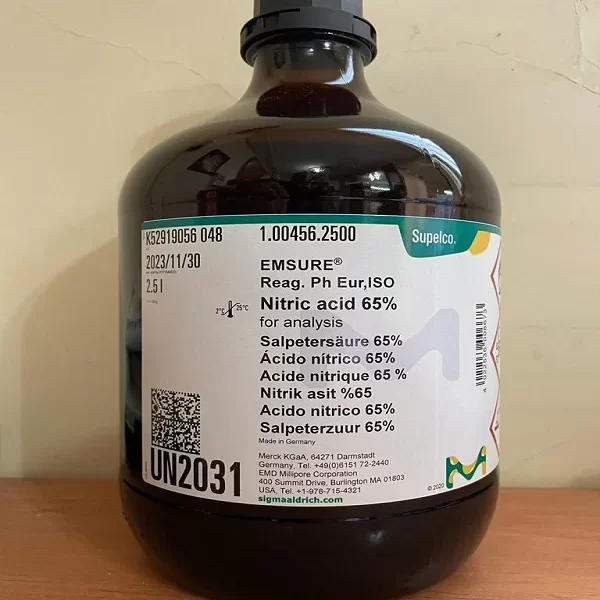 K52919056 048
2023/11/30
2.5 l
2°C
25°C
UN2031
1.00456.2500
Supelco.
EMSURE®
Reag. Ph Eur,ISO
Nitric acid 65%
for analysis
Salpetersäure 65%
Ácido nítrico 65%
Acide nitrique 65 %
Nitrik asit %65
Acido nitrico 65%
Salpeterzuur 65%
Made in Germany
Merck KGaA, 64271 Darmstadt
Germany, Tel. +49(0)6151 72-2440
EMD Millipore Corporation
400 Summit Drive, Burlington MA 01803
USA, Tel. +1-978-715-4321
sigmaaldrich.com
© 2020